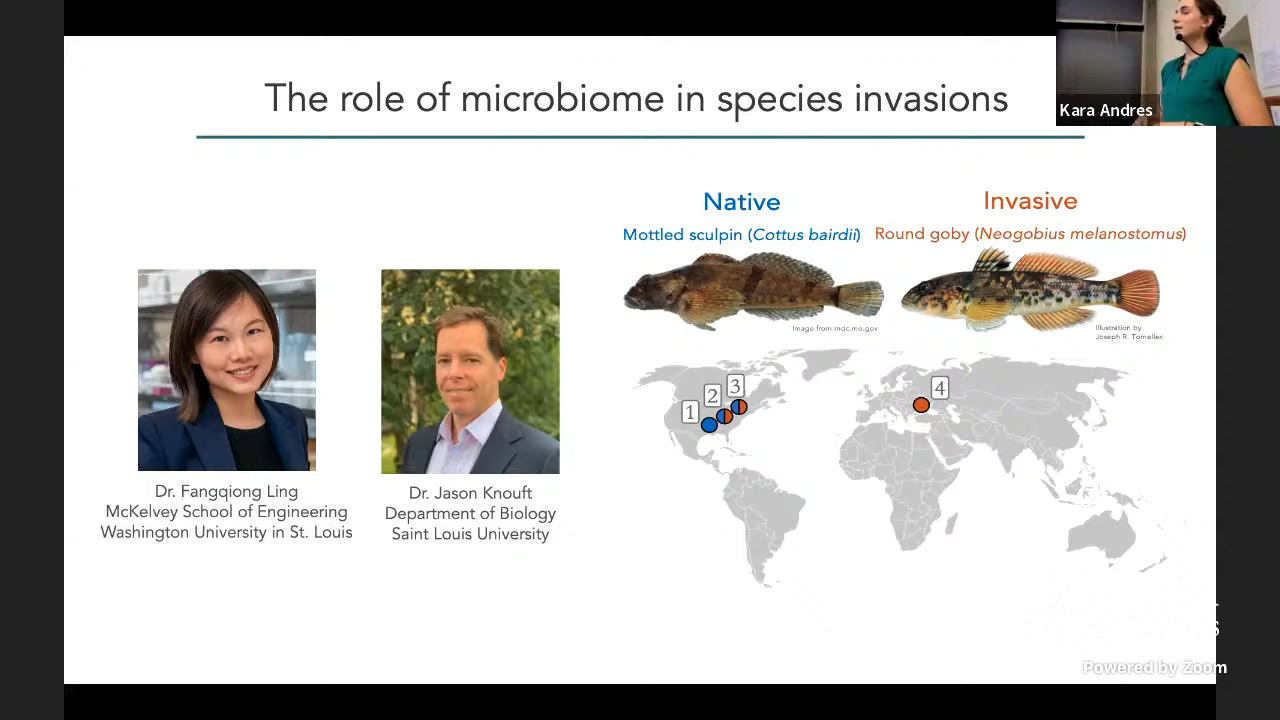 The role of microbiome in species invasions
Kara Andres
Native
Invasive
Mottled sculpin (Cottus bairdii)
Round goby (Neogobius melanostomus)
Image from mdc.mo.gov
Illustration by
Joseph R. Tomelleri
1
2
3
4
Dr. Fangqiong Ling
McKelvey School of Engineering
Washington University in St. Louis
Dr. Jason Knouft
Department of Biology
Saint Louis University
Powered by Zoom